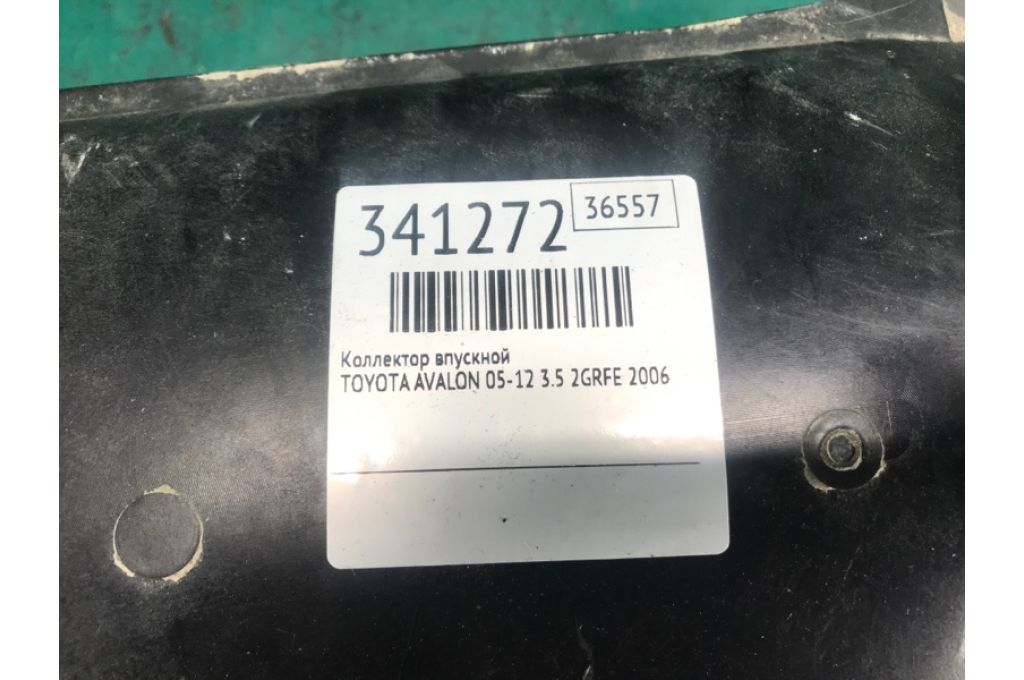 341272
36557
Коллектор впускной
TOYOTA AVALON 05-12 3.5 2GRFE 2006